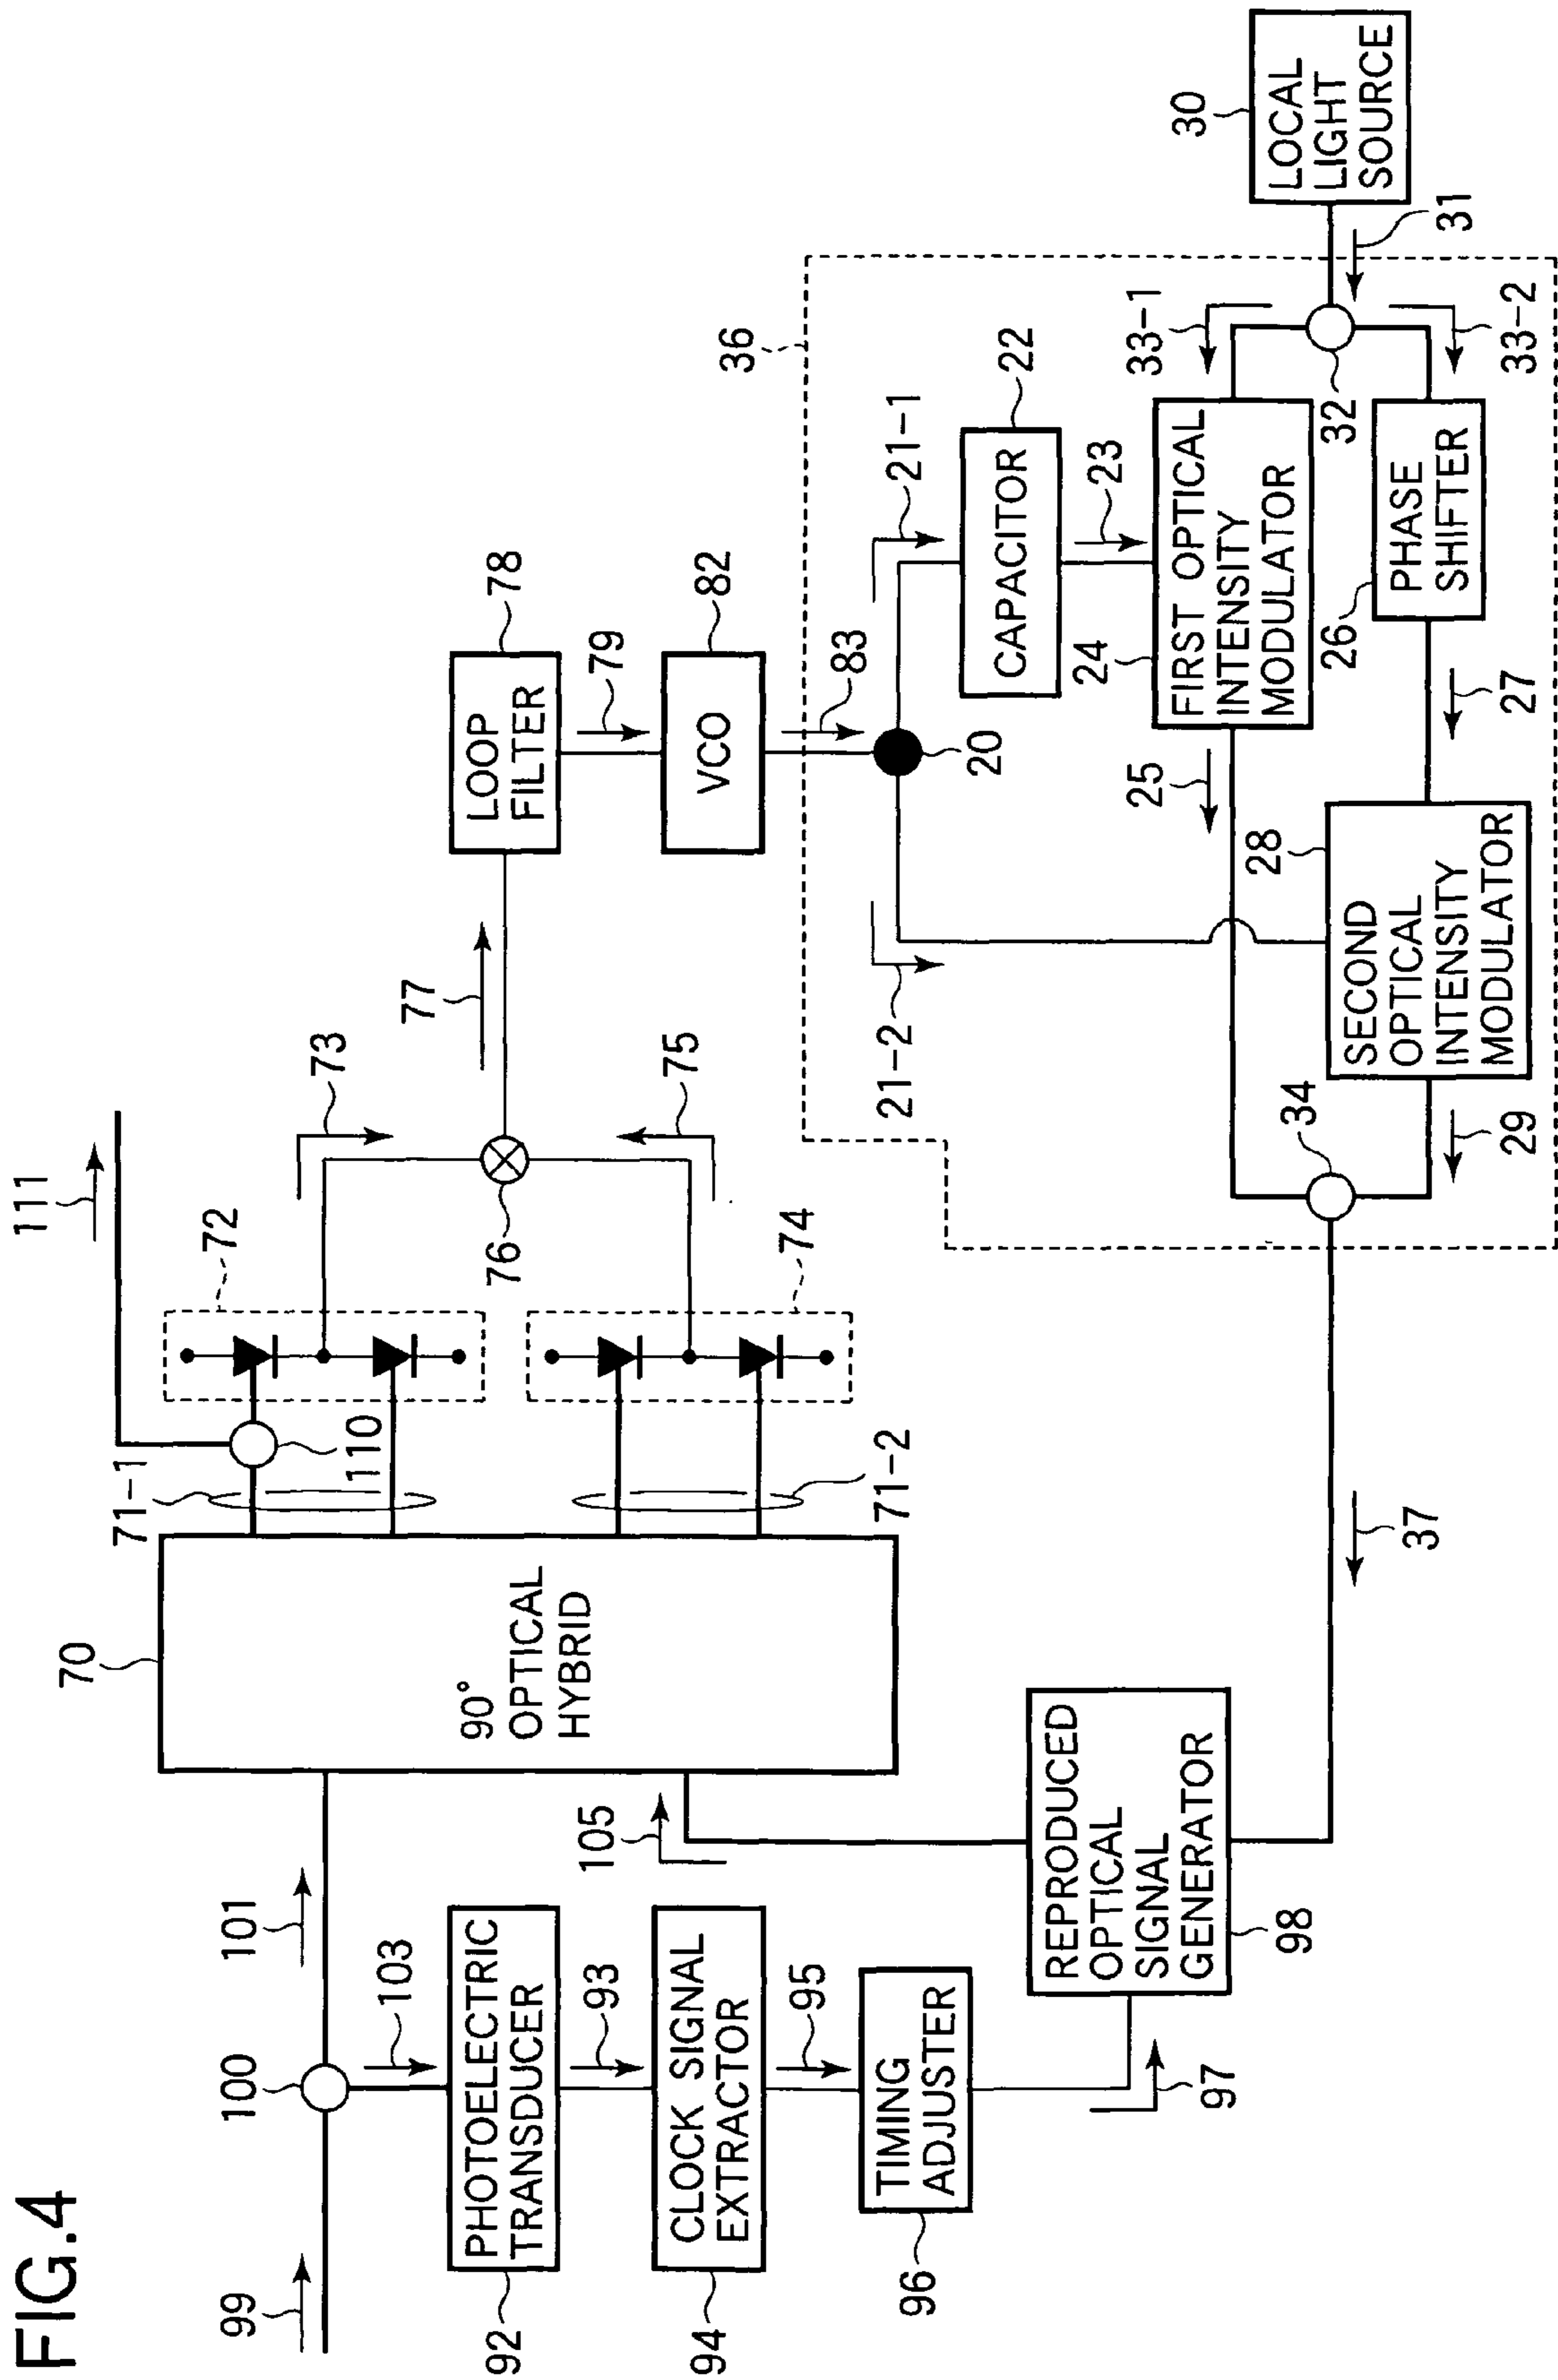 FIG.4
99
100
101
103
92
PHOTOELECTRIC
TRANSDUCER
93
94
CLOCK SIGNAL
EXTRACTOR
95
96
TIMING
ADJUSTER
97
98
REPRODUCED
OPTICAL
SIGNAL
GENERATOR
105
70
90°
OPTICAL
HYBRID
71-1
71-2
110
111
72
74
73
75
76
77
78
LOOP
FILTER
79
82
VCO
83
36
20
21-1
21-2
22
CAPACITOR
23
24
FIRST OPTICAL
INTENSITY
MODULATOR
25
26
PHASE
SHIFTER
27
28
SECOND
OPTICAL
INTENSITY
MODULATOR
29
34
37
32
33-1
33-2
31
30
LOCAL
LIGHT
SOURCE